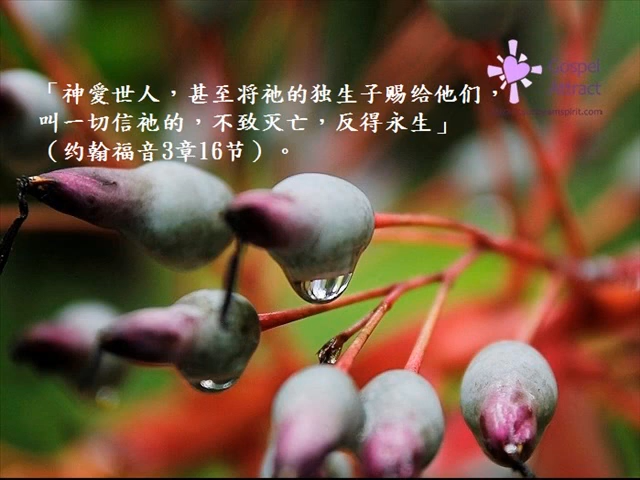 「神愛世人，甚至将祂的独生子赐给他们，
叫一切信祂的，不致灭亡，反得永生」
（约翰福音3章16节）。
Gospel
Attract